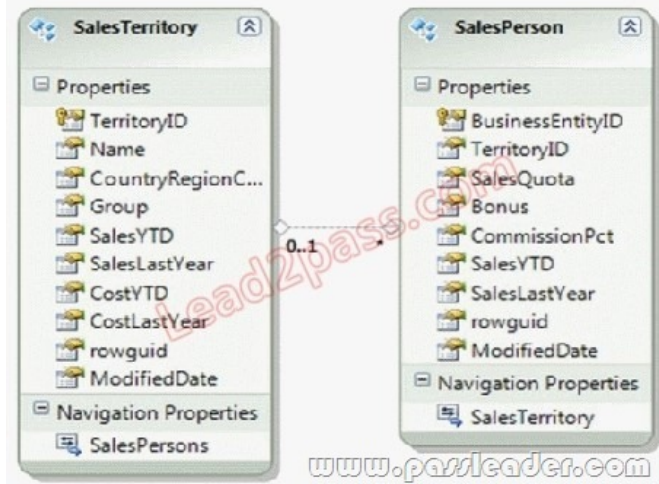 SalesTerritory
Properties
TerritoryID
Name
CountryRegionC...
Group
SalesYTD
SalesLastYear
CostYTD
CostLastYear
rowguid
ModifiedDate
Navigation Properties
SalesPersons
0..1
*
SalesPerson
Properties
BusinessEntityID
TerritoryID
SalesQuota
Bonus
CommissionPct
SalesYTD
SalesLastYear
rowguid
ModifiedDate
Navigation Properties
SalesTerritory
Lead2pass.com
www.passleader.com